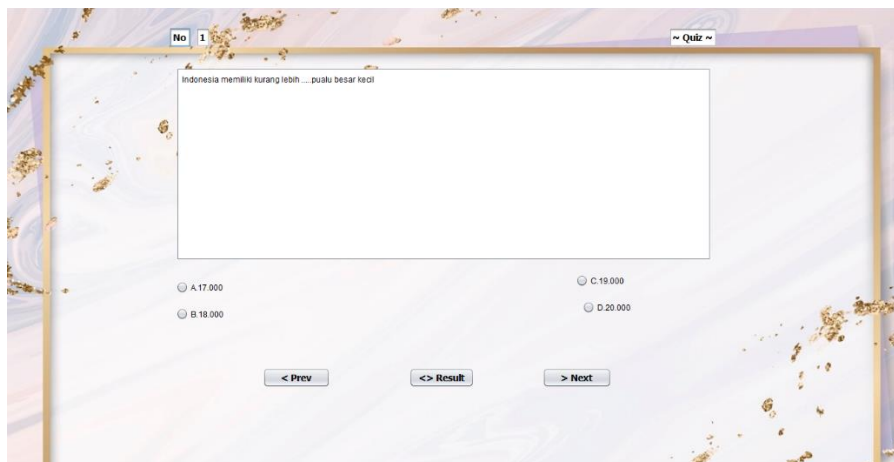 No 1 ~ Quiz ~
Indonesia memiliki kurang lebih ....pualu besar kecil
A.17.000
B.18.000
C.19.000
D.20.000
< Prev <> Result > Next